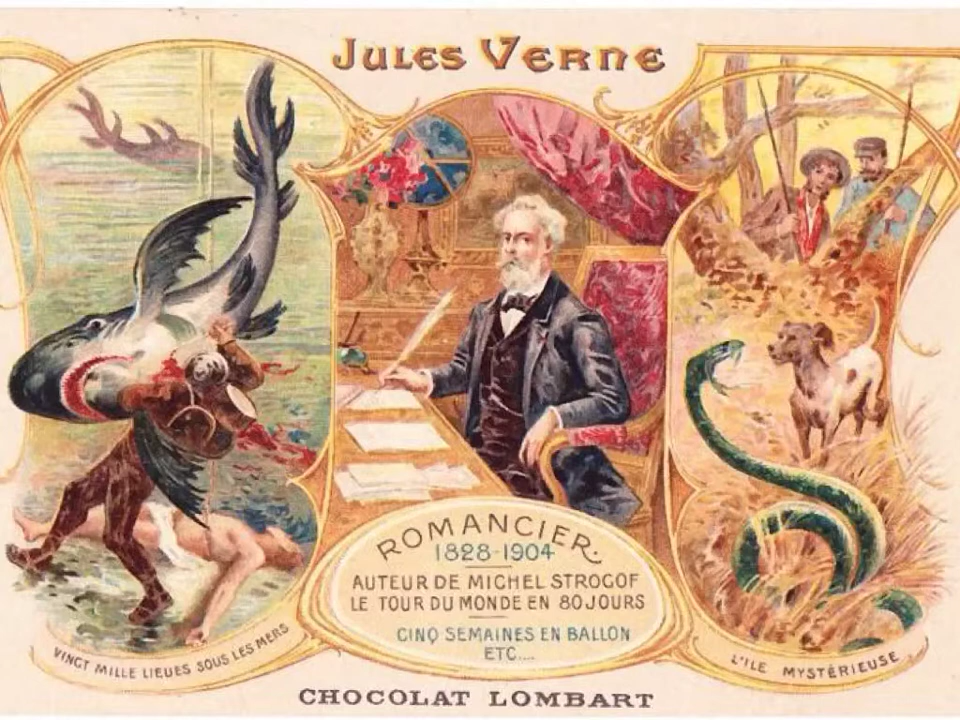 JULES VERNE
ROMANCIER.
1828-1904
AUTEUR DE MICHEL STROGOF
LE TOUR DU MONDE EN 80 JOURS
CINQ SEMAINES EN BALLON
ETC....
VINGT MILLE LIEUES SOUS LES MERS
L'ILE MYSTÉRIEUSE
CHOCOLAT LOMBART